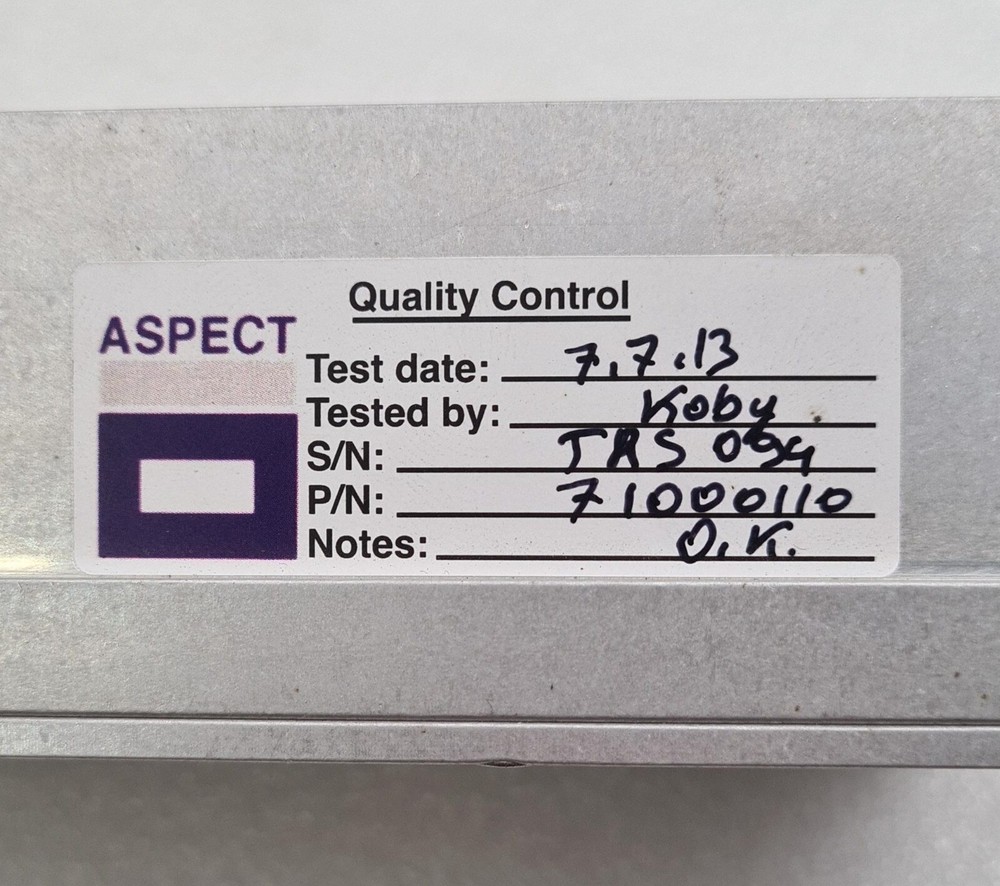 Quality Control
ASPECT
Test date: 7.7.13
Tested by: Koby
S/N: TRS 094
P/N: 71000110
Notes: O.K.